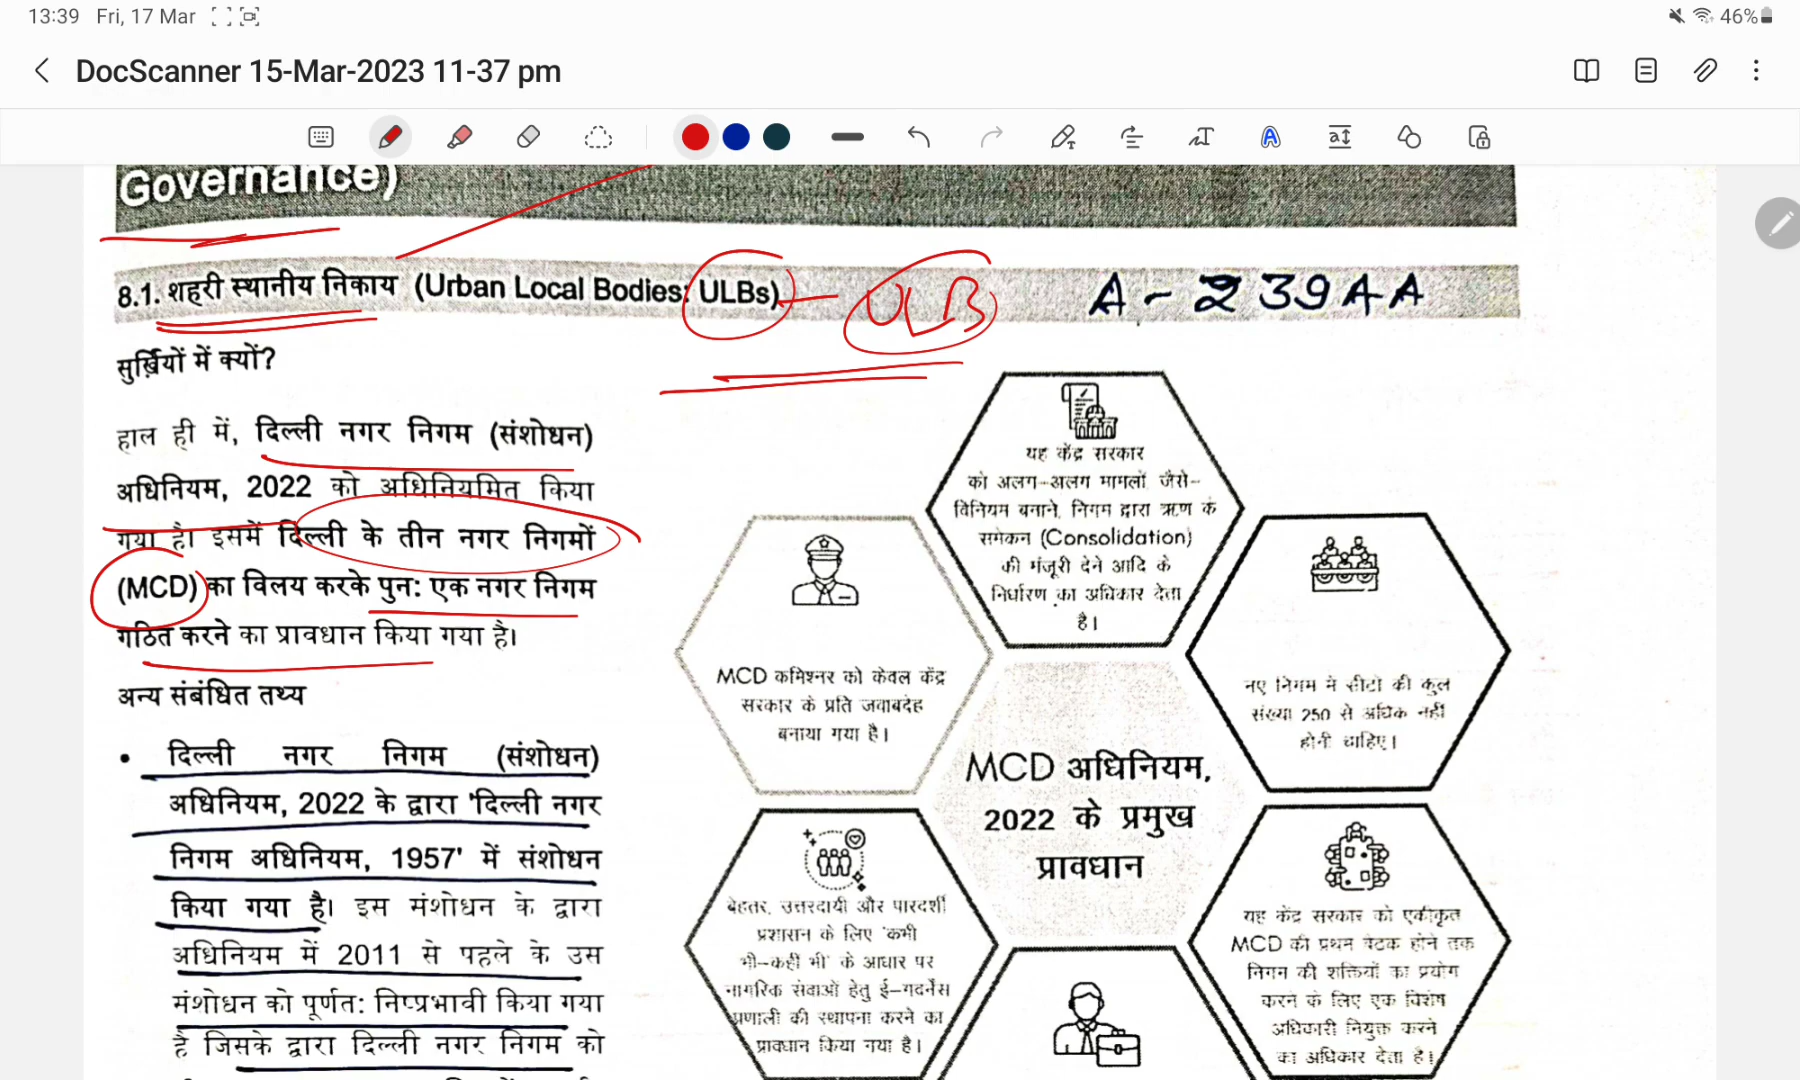 13:39 Fri, 17 Mar
46%
DocScanner 15-Mar-2023 11-37 pm
Governance)
8.1. शहरी स्थानीय निकाय (Urban Local Bodies: ULBs)
ULB
A-239AA
सुर्ख़ियों में क्यों?
हाल ही में, दिल्ली नगर निगम (संशोधन)
अधिनियम, 2022 को अधिनियमित किया
गया है। इसमें दिल्ली के तीन नगर निगमों
(MCD) का विलय करके पुन: एक नगर निगम
गठित करने का प्रावधान किया गया है।
अन्य संबंधित तथ्य
• दिल्ली नगर निगम (संशोधन)
अधिनियम, 2022 के द्वारा 'दिल्ली नगर
निगम अधिनियम, 1957' में संशोधन
किया गया है। इस संशोधन के द्वारा
अधिनियम में 2011 से पहले के उस
संशोधन को पूर्णत: निष्प्रभावी किया गया
है जिसके द्वारा दिल्ली नगर निगम को
यह केंद्र सरकार
को अलग-अलग मामलों जैसे-
विनियम बनाने, निगम द्वारा ऋण के
समेकन (Consolidation)
की मंजूरी देने आदि के
निर्धारण का अधिकार देता
है।
MCD कमिश्नर को केवल केंद्र
सरकार के प्रति जवाबदेह
बनाया गया है।
नए निगम में सीटों की कुल
संख्या 250 से अधिक नहीं
होनी चाहिए।
MCD अधिनियम,
2022 के प्रमुख
प्रावधान
बेहतर, उत्तरदायी और पारदर्शी
प्रशासन के लिए 'कभी
भी-कहीं भी' के आधार पर
नागरिक सेवाओं हेतु ई-गवर्नेंस
प्रणाली की स्थापना करने का
प्रावधान किया गया है।
यह केंद्र सरकार को एकीकृत
MCD की प्रथम बैठक होने तक
निगम की शक्तियों का प्रयोग
करने के लिए एक विशेष
अधिकारी नियुक्त करने
का अधिकार देता है।